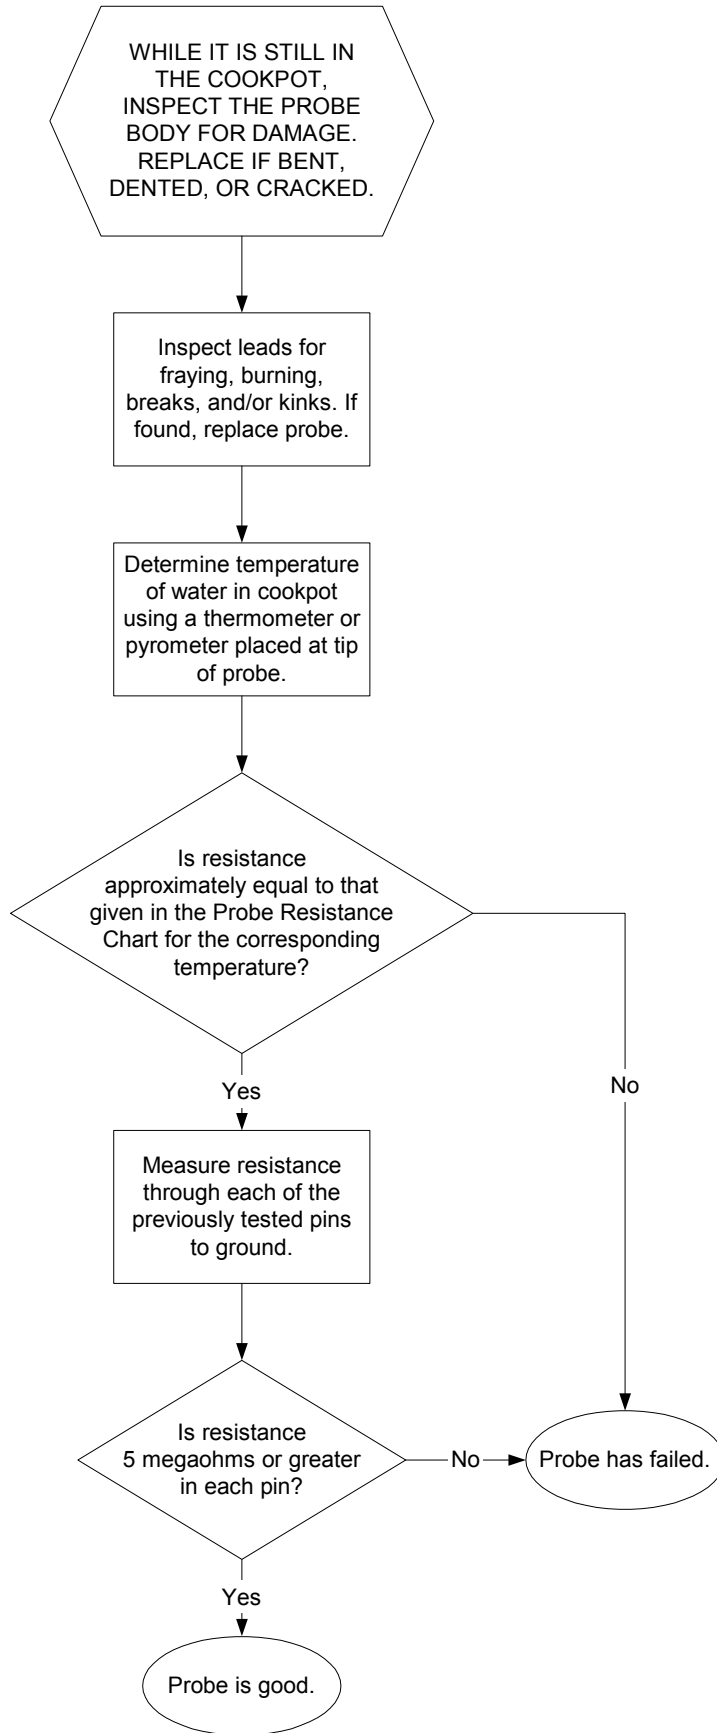 WHILE IT IS STILL IN
THE COOKPOT,
INSPECT THE PROBE
BODY FOR DAMAGE.
REPLACE IF BENT,
DENTED, OR CRACKED.
Inspect leads for
fraying, burning,
breaks, and/or kinks. If
found, replace probe.
Determine temperature
of water in cookpot
using a thermometer or
pyrometer placed at tip
of probe.
Is resistance
approximately equal to that
given in the Probe Resistance
Chart for the corresponding
temperature?
Yes
No
Measure resistance
through each of the
previously tested pins
to ground.
Is resistance
5 megaohms or greater
in each pin?
No
Probe has failed.
Yes
Probe is good.